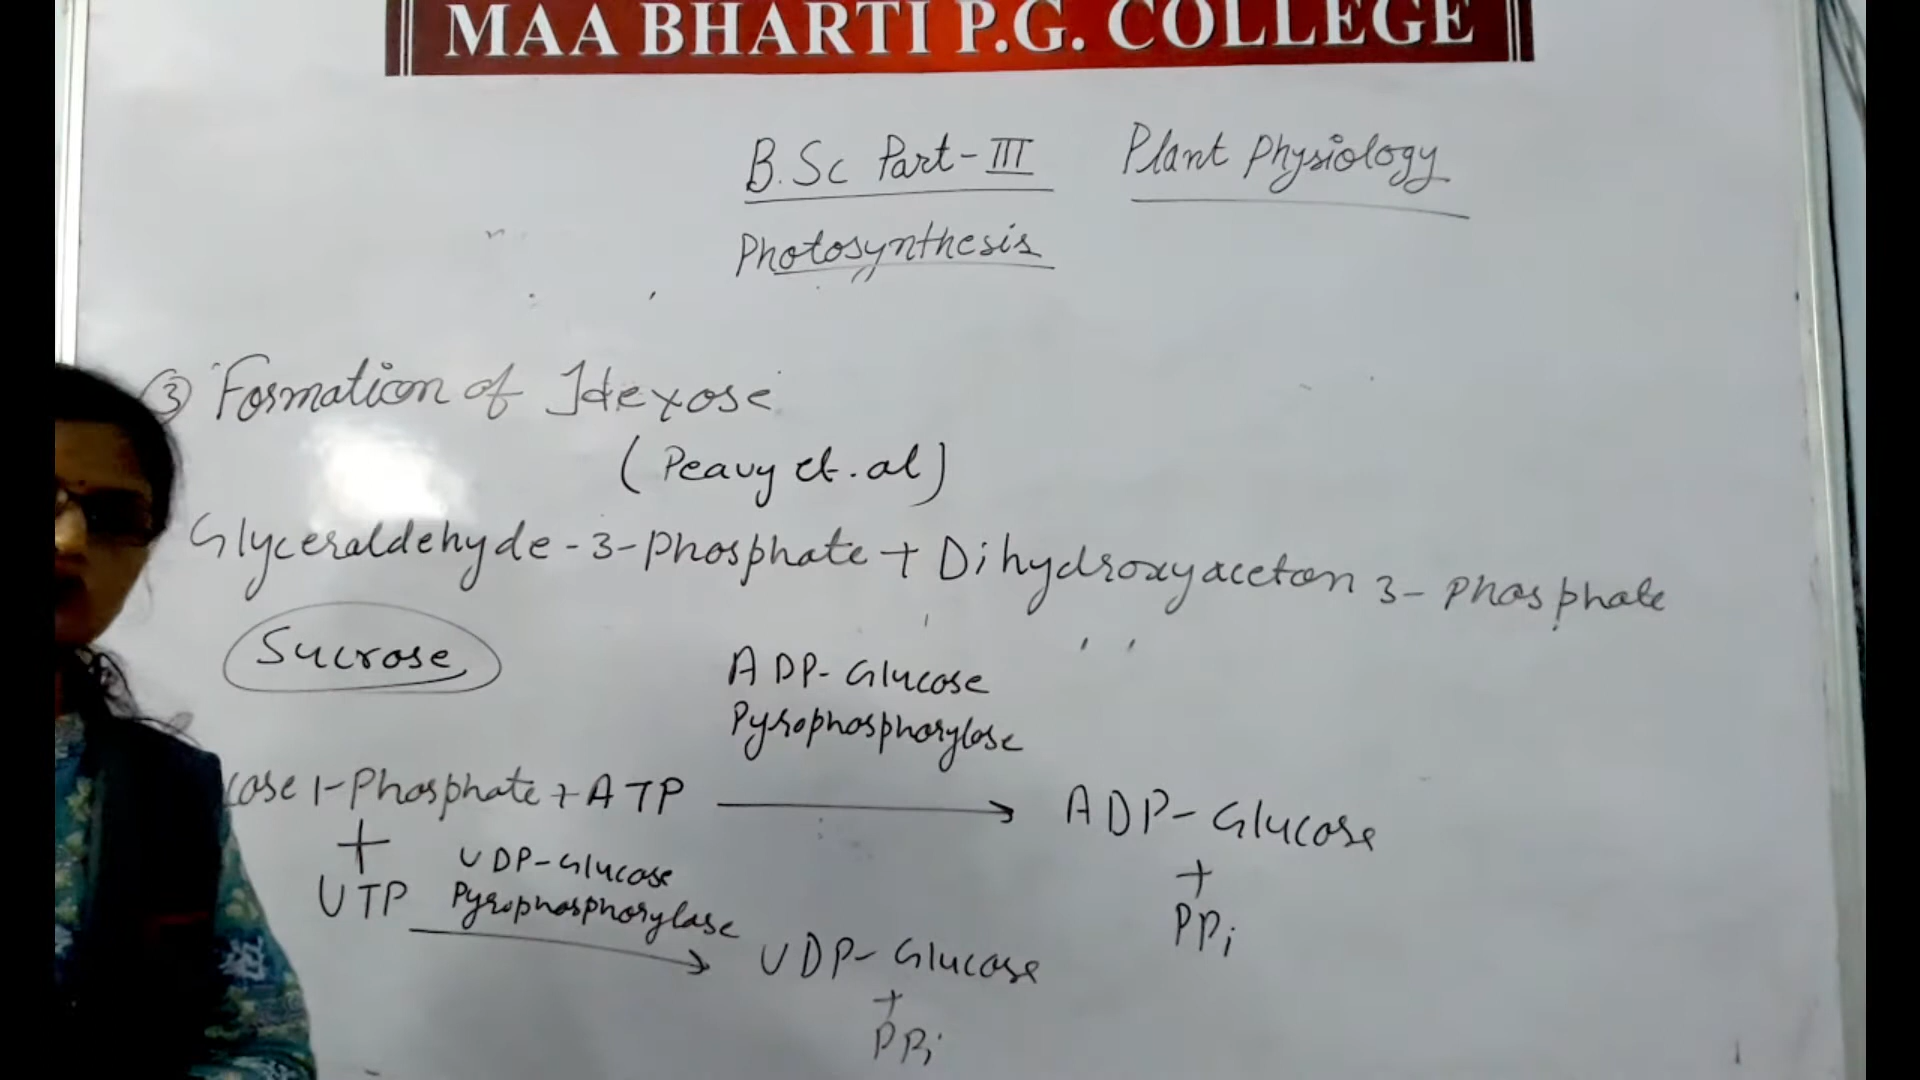 MAA BHARTI P.G. COLLEGE
B.Sc Part-III Plant Physiology
Photosynthesis
③ Formation of Hexose
(Peavy et.al)
Glyceraldehyde-3-Phosphate + Dihydroxyaceton 3-Phosphate
Sucrose
ADP-Glucose
Pyrophosphorylase
cose 1-Phosphate + ATP
ADP-Glucose
+
PPi
+
UTP
UDP-Glucose
Pyrophosphorylase
UDP-Glucose
+
PPi